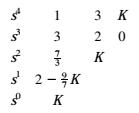 s⁴ 1 3 K
s³ 3 2 0
s² 7/3 K
s¹ 2 − 9/7 K
s⁰ K